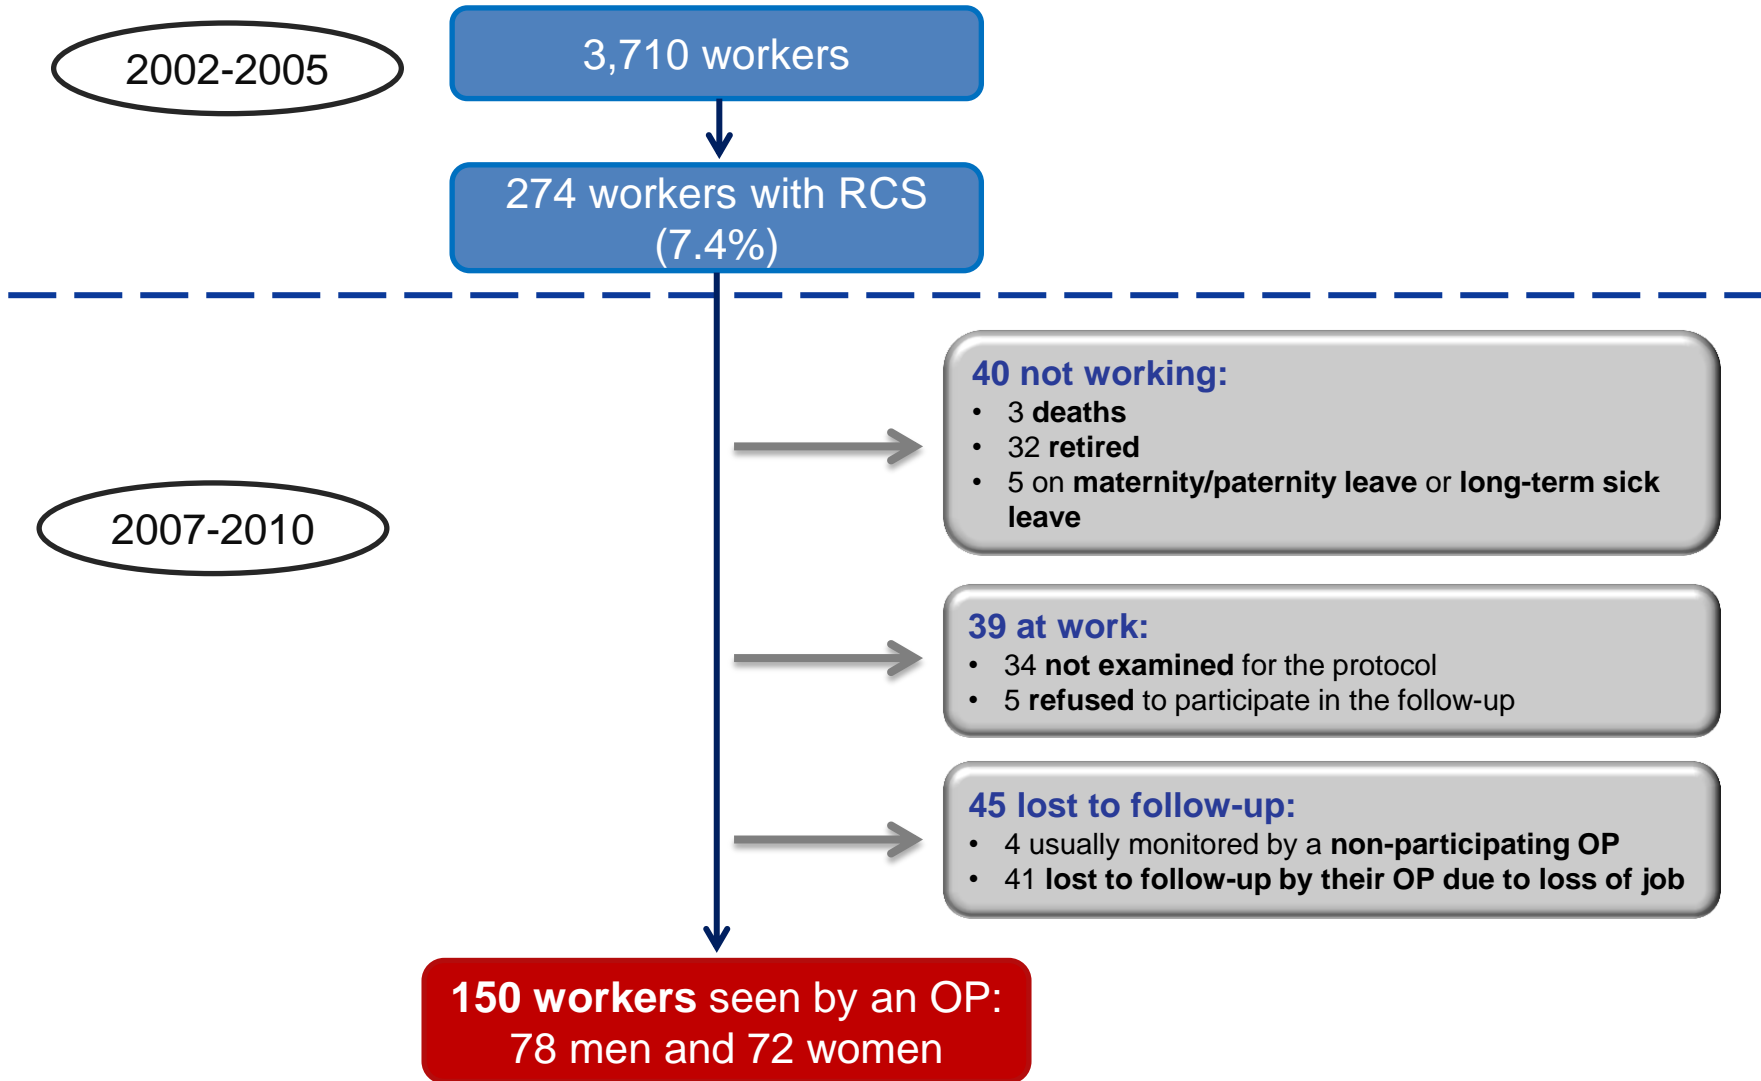 2002-2005
3,710 workers
274 workers with RCS
(7.4%)
40 not working:
• 3 deaths
• 32 retired
• 5 on maternity/paternity leave or long-term sick
leave
2007-2010
39 at work:
• 34 not examined for the protocol
• 5 refused to participate in the follow-up
45 lost to follow-up:
• 4 usually monitored by a non-participating OP
• 41 lost to follow-up by their OP due to loss of job
150 workers seen by an OP:
78 men and 72 women